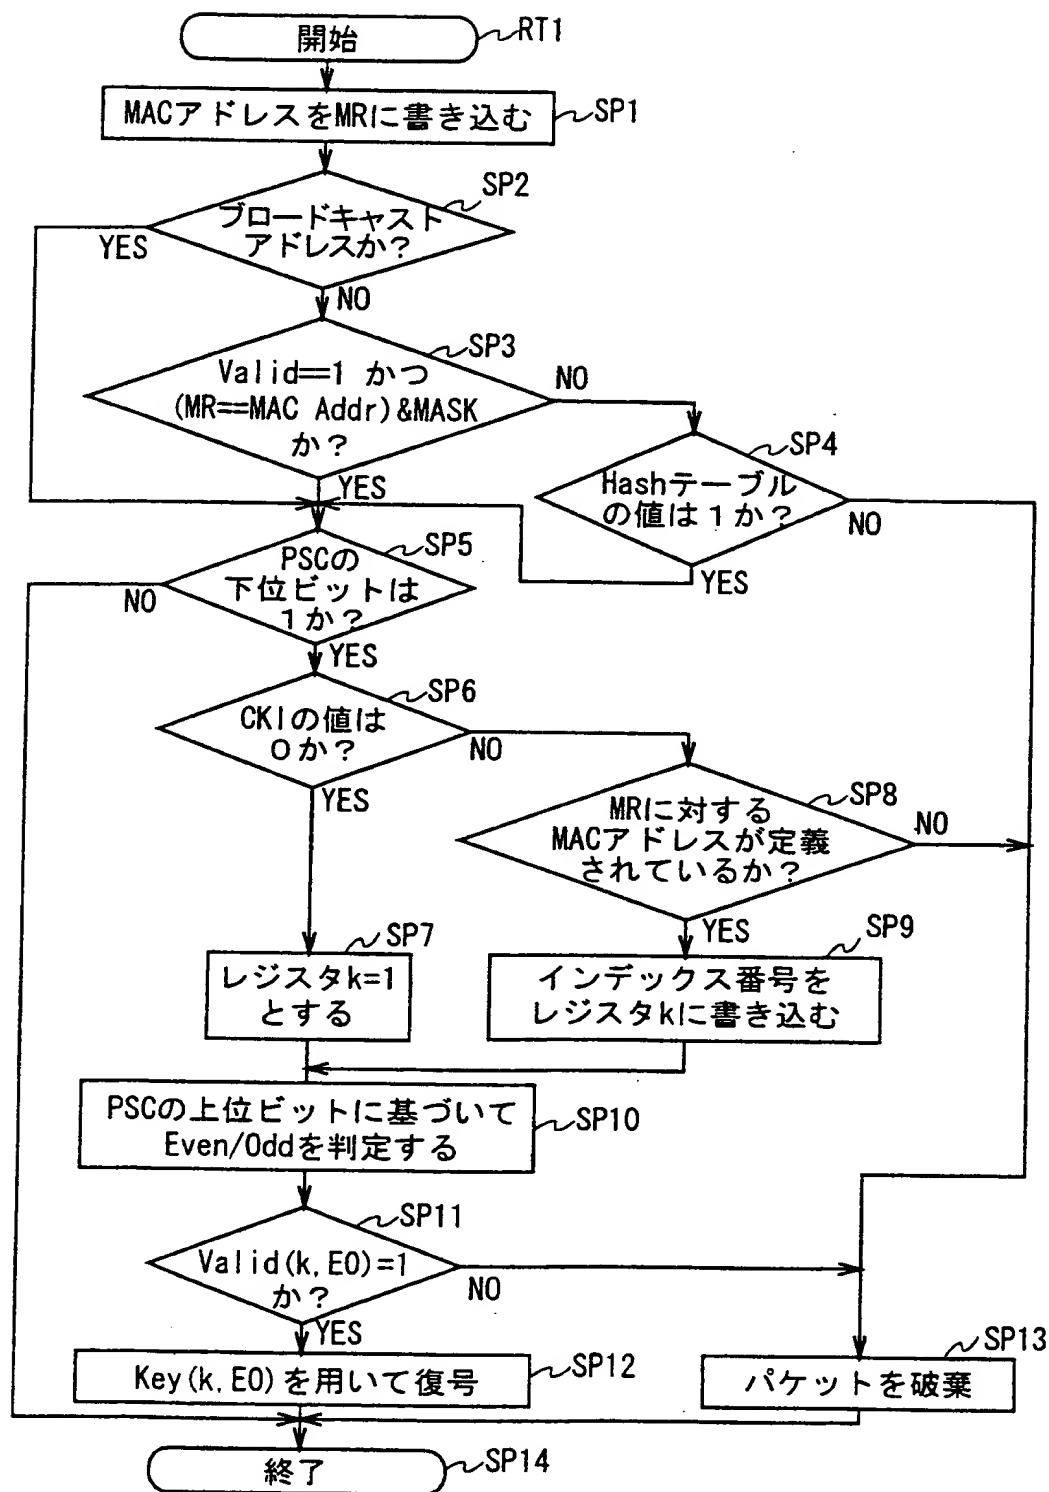 開始
RT1
MACアドレスをMRに書き込む
SP1
SP2
ブロードキャスト
アドレスか?
YES
NO
SP3
Valid==1 かつ
(MR==MAC Addr)&MASK
か?
NO
YES
SP4
Hashテーブル
の値は1か?
NO
YES
SP5
PSCの
下位ビットは
1か?
NO
YES
SP6
CKIの値は
0か?
NO
YES
SP8
MRに対する
MACアドレスが定義
されているか?
NO
YES
SP7
レジスタk=1
とする
SP9
インデックス番号を
レジスタkに書き込む
PSCの上位ビットに基づいて
Even/Oddを判定する
SP10
SP11
Valid(k,EO)=1
か?
NO
YES
Key(k,EO)を用いて復号
SP12
SP13
パケットを破棄
終了
SP14